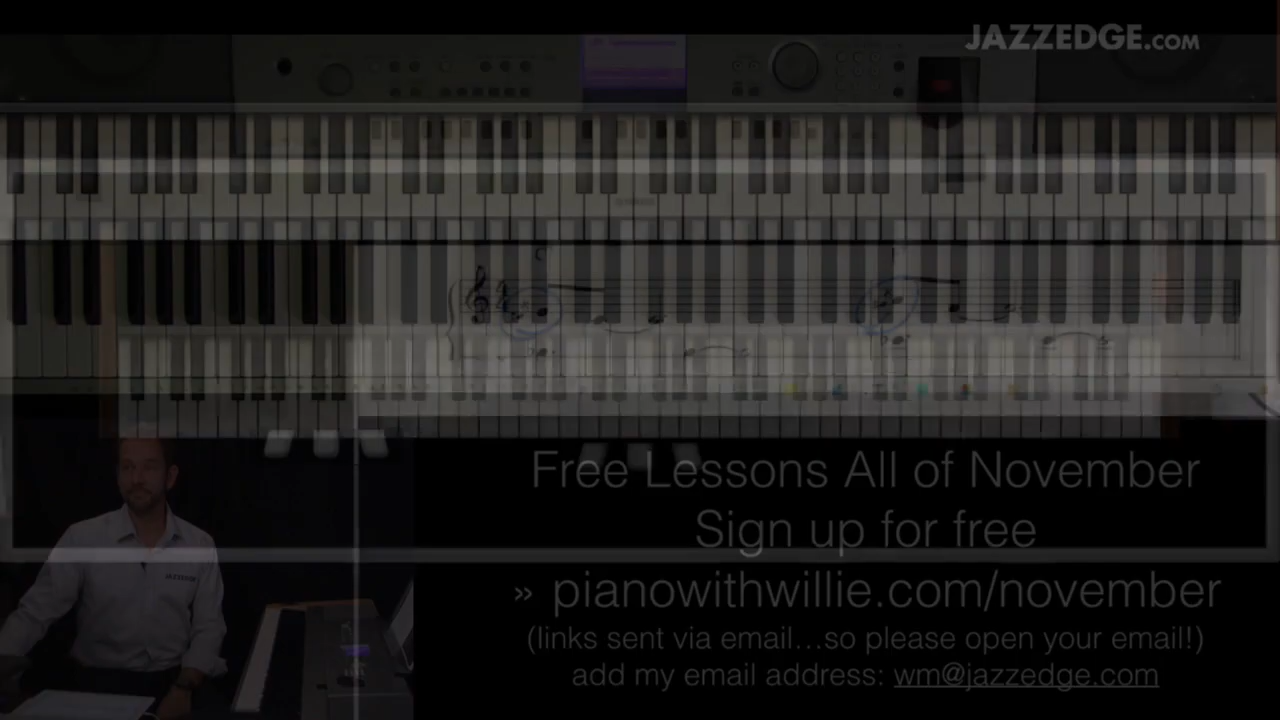 JAZZEDGE.COM
C
Free Lessons All of November
Sign up for free
» pianowithwillie.com/november
JAZZEDGE
(links sent via email...so please open your email!)
add my email address: wm@jazzedge.com